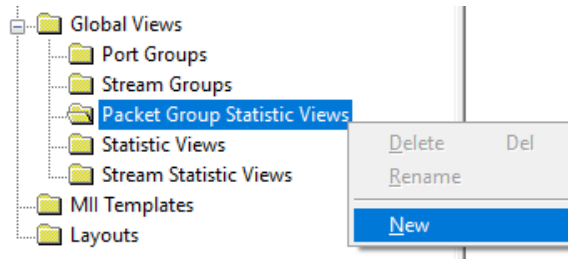 Global Views
Port Groups
Stream Groups
Packet Group Statistic Views
Statistic Views
Stream Statistic Views
MII Templates
Layouts
Delete Del
Rename
New